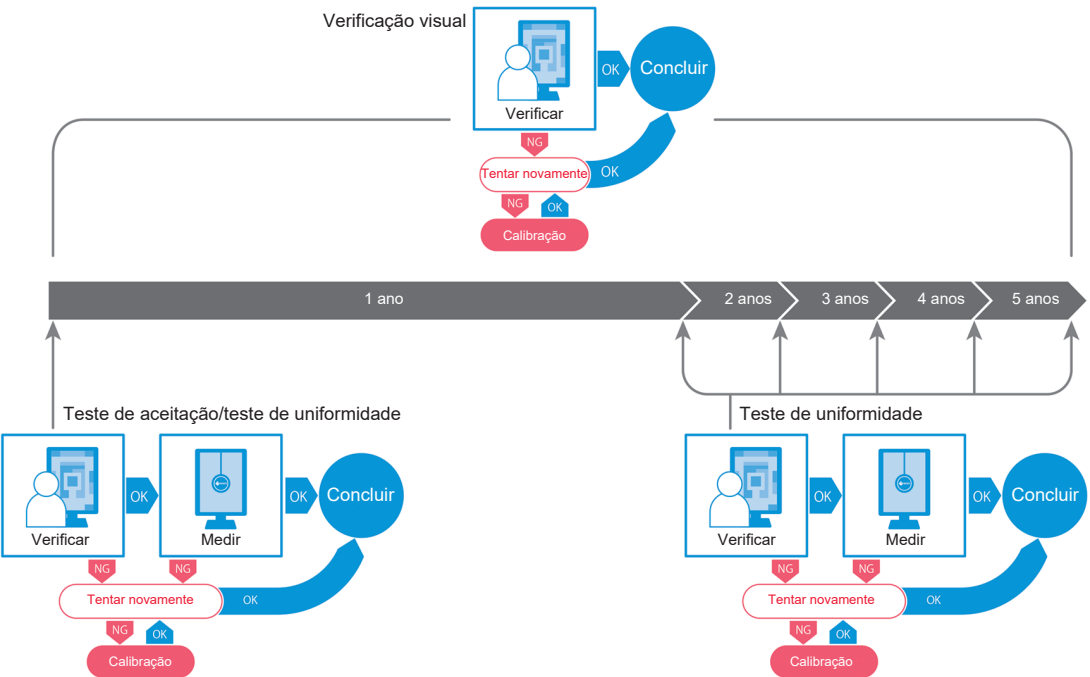 Verificação visual
Verificar
OK
Concluir
NG
Tentar novamente
OK
NG
OK
Calibração
1 ano
2 anos
3 anos
4 anos
5 anos
Teste de aceitação/teste de uniformidade
Verificar
OK
Medir
OK
Concluir
NG
NG
Tentar novamente
OK
NG
OK
Calibração
Teste de uniformidade
Verificar
OK
Medir
OK
Concluir
NG
NG
Tentar novamente
OK
NG
OK
Calibração